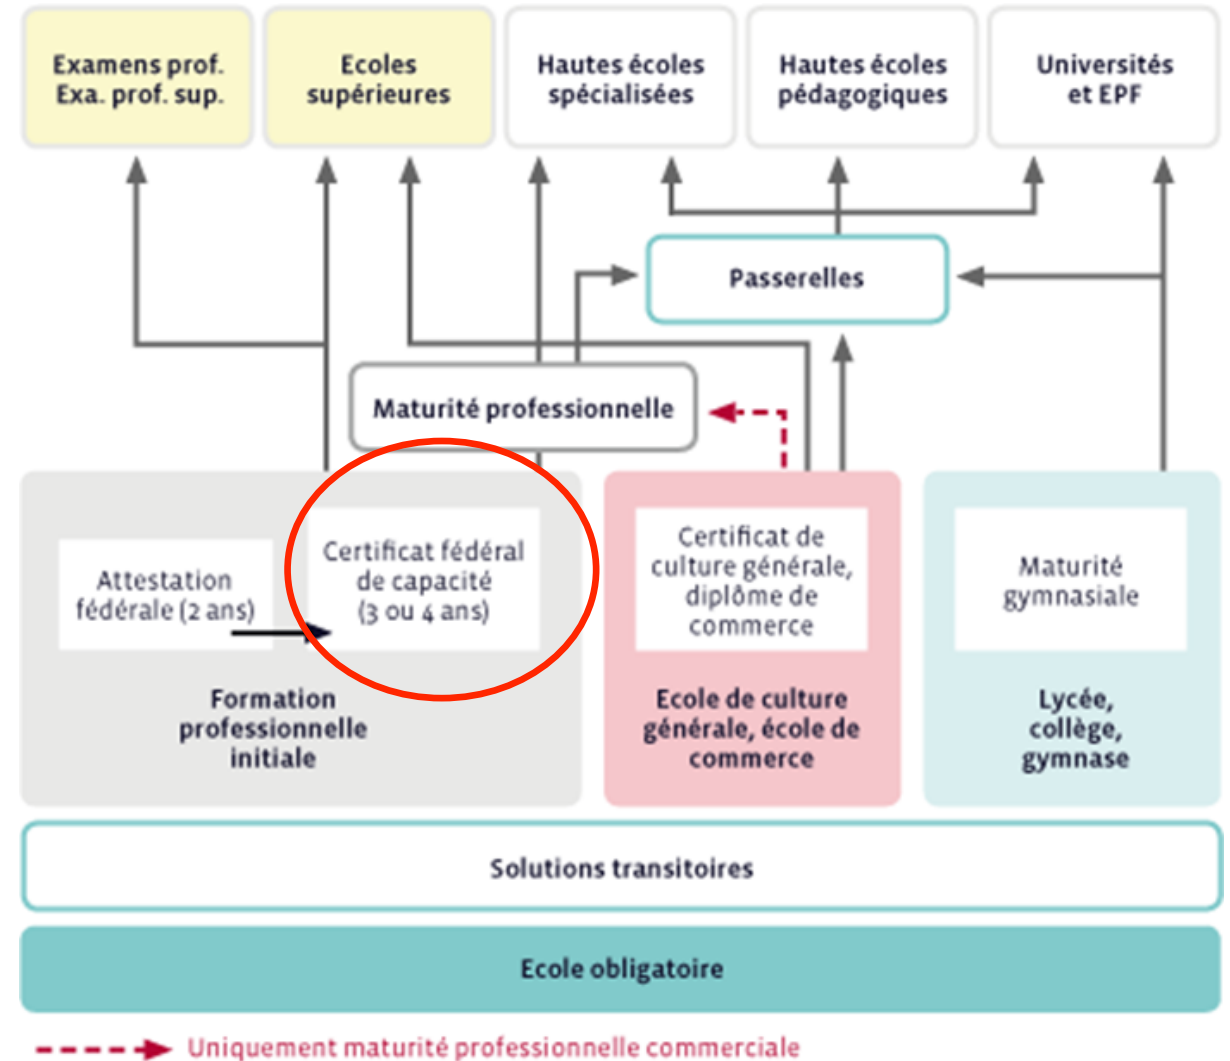 Examens prof.
Exa. prof. sup.
Ecoles
supérieures
Hautes écoles
spécialisées
Hautes écoles
pédagogiques
Universités
et EPF
Passerelles
Maturité professionnelle
Attestation
fédérale (2 ans)
Certificat fédéral
de capacité
(3 ou 4 ans)
Formation
professionnelle
initiale
Certificat de
culture générale,
diplôme de
commerce
Ecole de culture
générale, école de
commerce
Maturité
gymnasiale
Lycée,
collège,
gymnase
Solutions transitoires
Ecole obligatoire
Uniquement maturité professionnelle commerciale